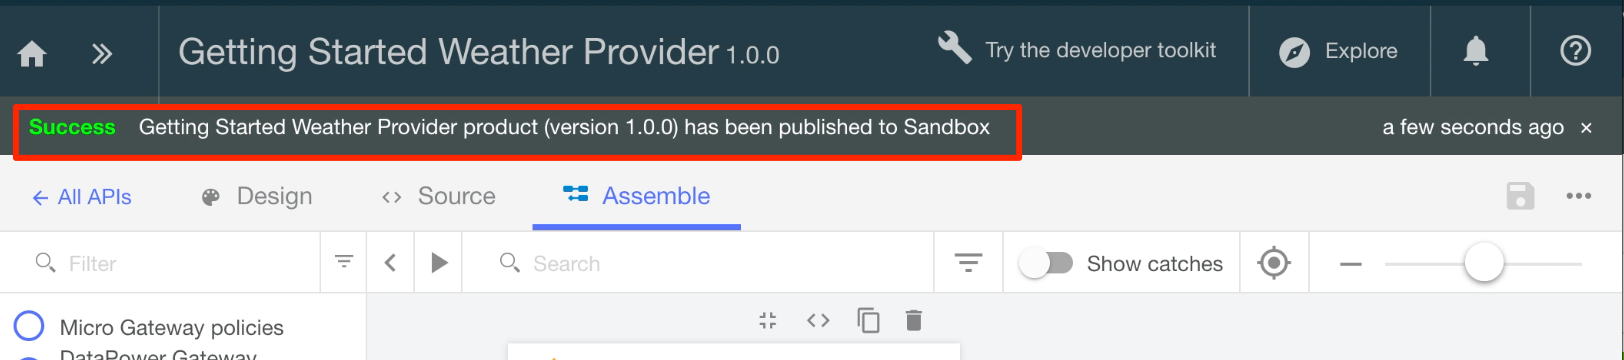 Getting Started Weather Provider 1.0.0 Try the developer toolkit Explore
Success Getting Started Weather Provider product (version 1.0.0) has been published to Sandbox a few seconds ago ×
← All APIs Design <> Source Assemble
Filter Search Show catches
Micro Gateway policies
DataPower Gateway